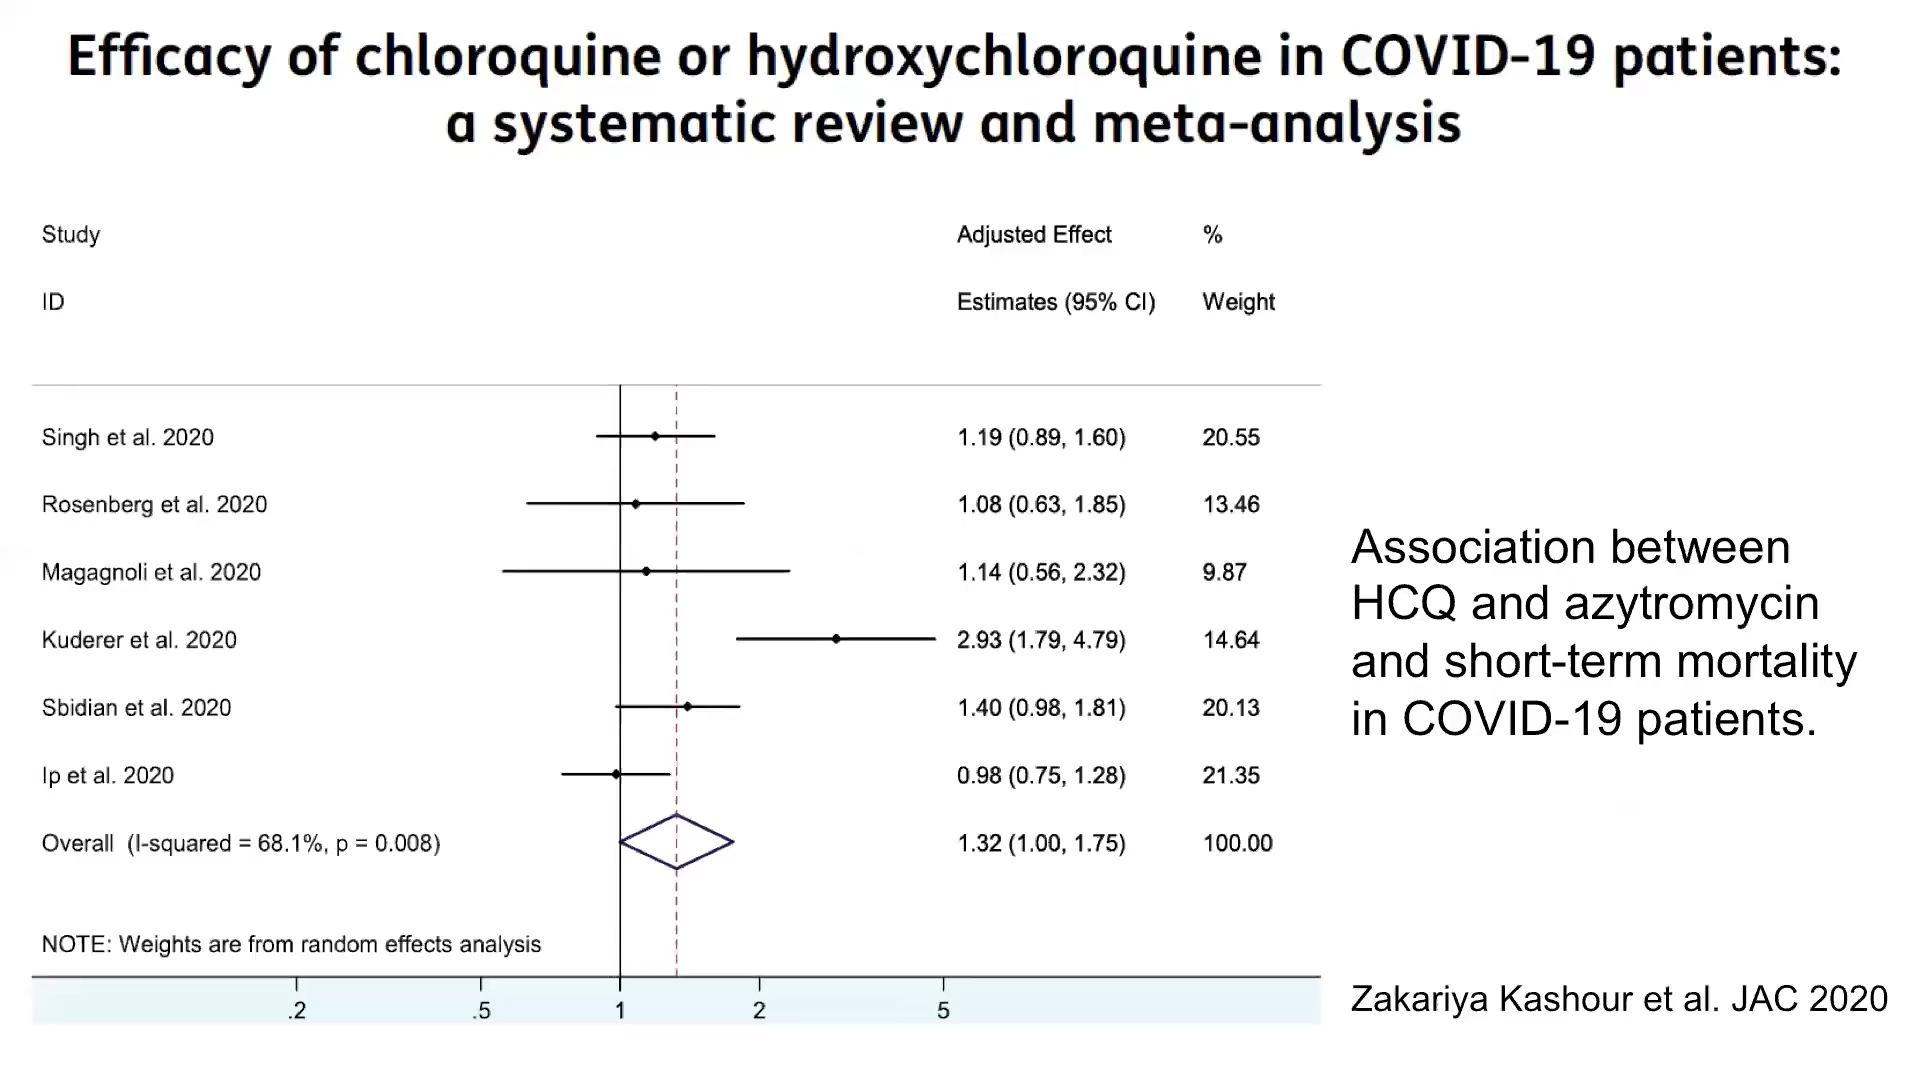 Efficacy of chloroquine or hydroxychloroquine in COVID-19 patients:
a systematic review and meta-analysis
Study Adjusted Effect %
ID Estimates (95% CI) Weight
Singh et al. 2020 1.19 (0.89, 1.60) 20.55
Rosenberg et al. 2020 1.08 (0.63, 1.85) 13.46
Magagnoli et al. 2020 1.14 (0.56, 2.32) 9.87
Kuderer et al. 2020 2.93 (1.79, 4.79) 14.64
Sbidian et al. 2020 1.40 (0.98, 1.81) 20.13
Ip et al. 2020 0.98 (0.75, 1.28) 21.35
Overall (I-squared = 68.1%, p = 0.008) 1.32 (1.00, 1.75) 100.00
NOTE: Weights are from random effects analysis
.2 .5 1 2 5
Association between
HCQ and azytromycin
and short-term mortality
in COVID-19 patients.
Zakariya Kashour et al. JAC 2020